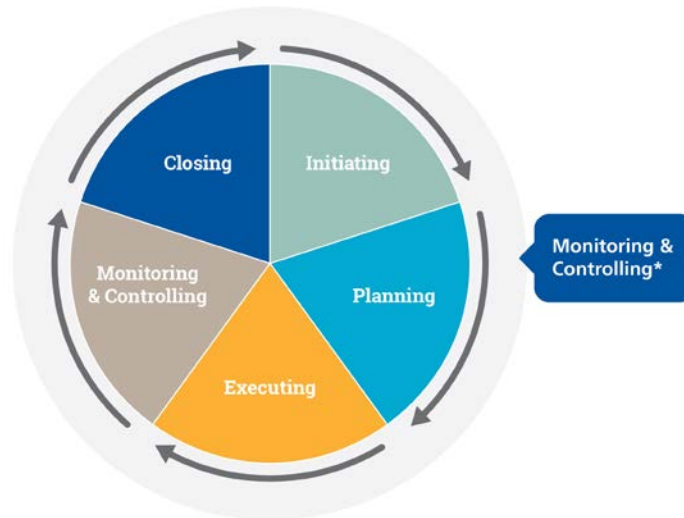 Closing
Initiating
Monitoring &
Controlling*
Monitoring
& Controlling
Planning
Executing